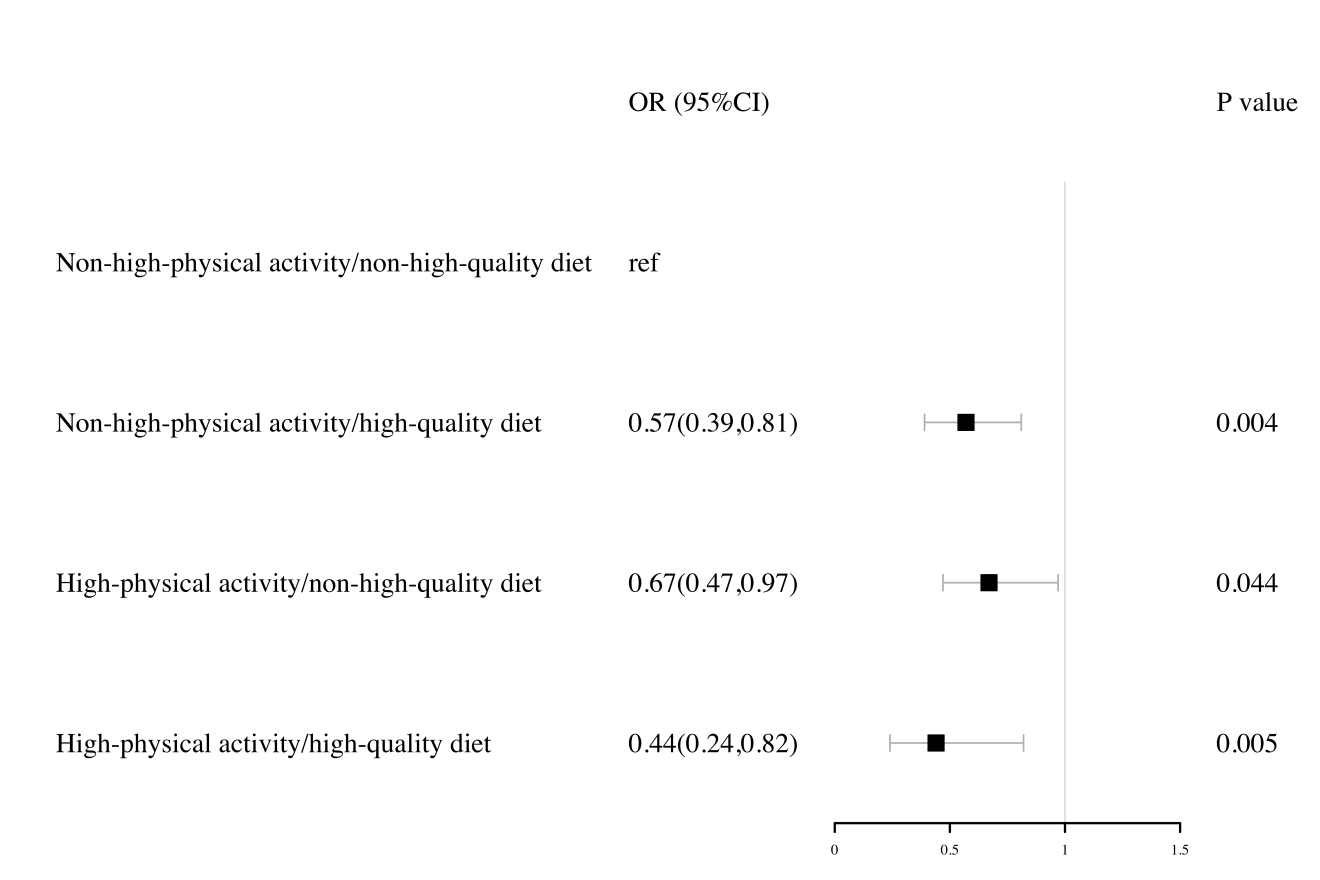 OR (95%CI) P value
Non-high-physical activity/non-high-quality diet ref
Non-high-physical activity/high-quality diet 0.57(0.39,0.81) 0.004
High-physical activity/non-high-quality diet 0.67(0.47,0.97) 0.044
High-physical activity/high-quality diet 0.44(0.24,0.82) 0.005
0 0.5 1 1.5